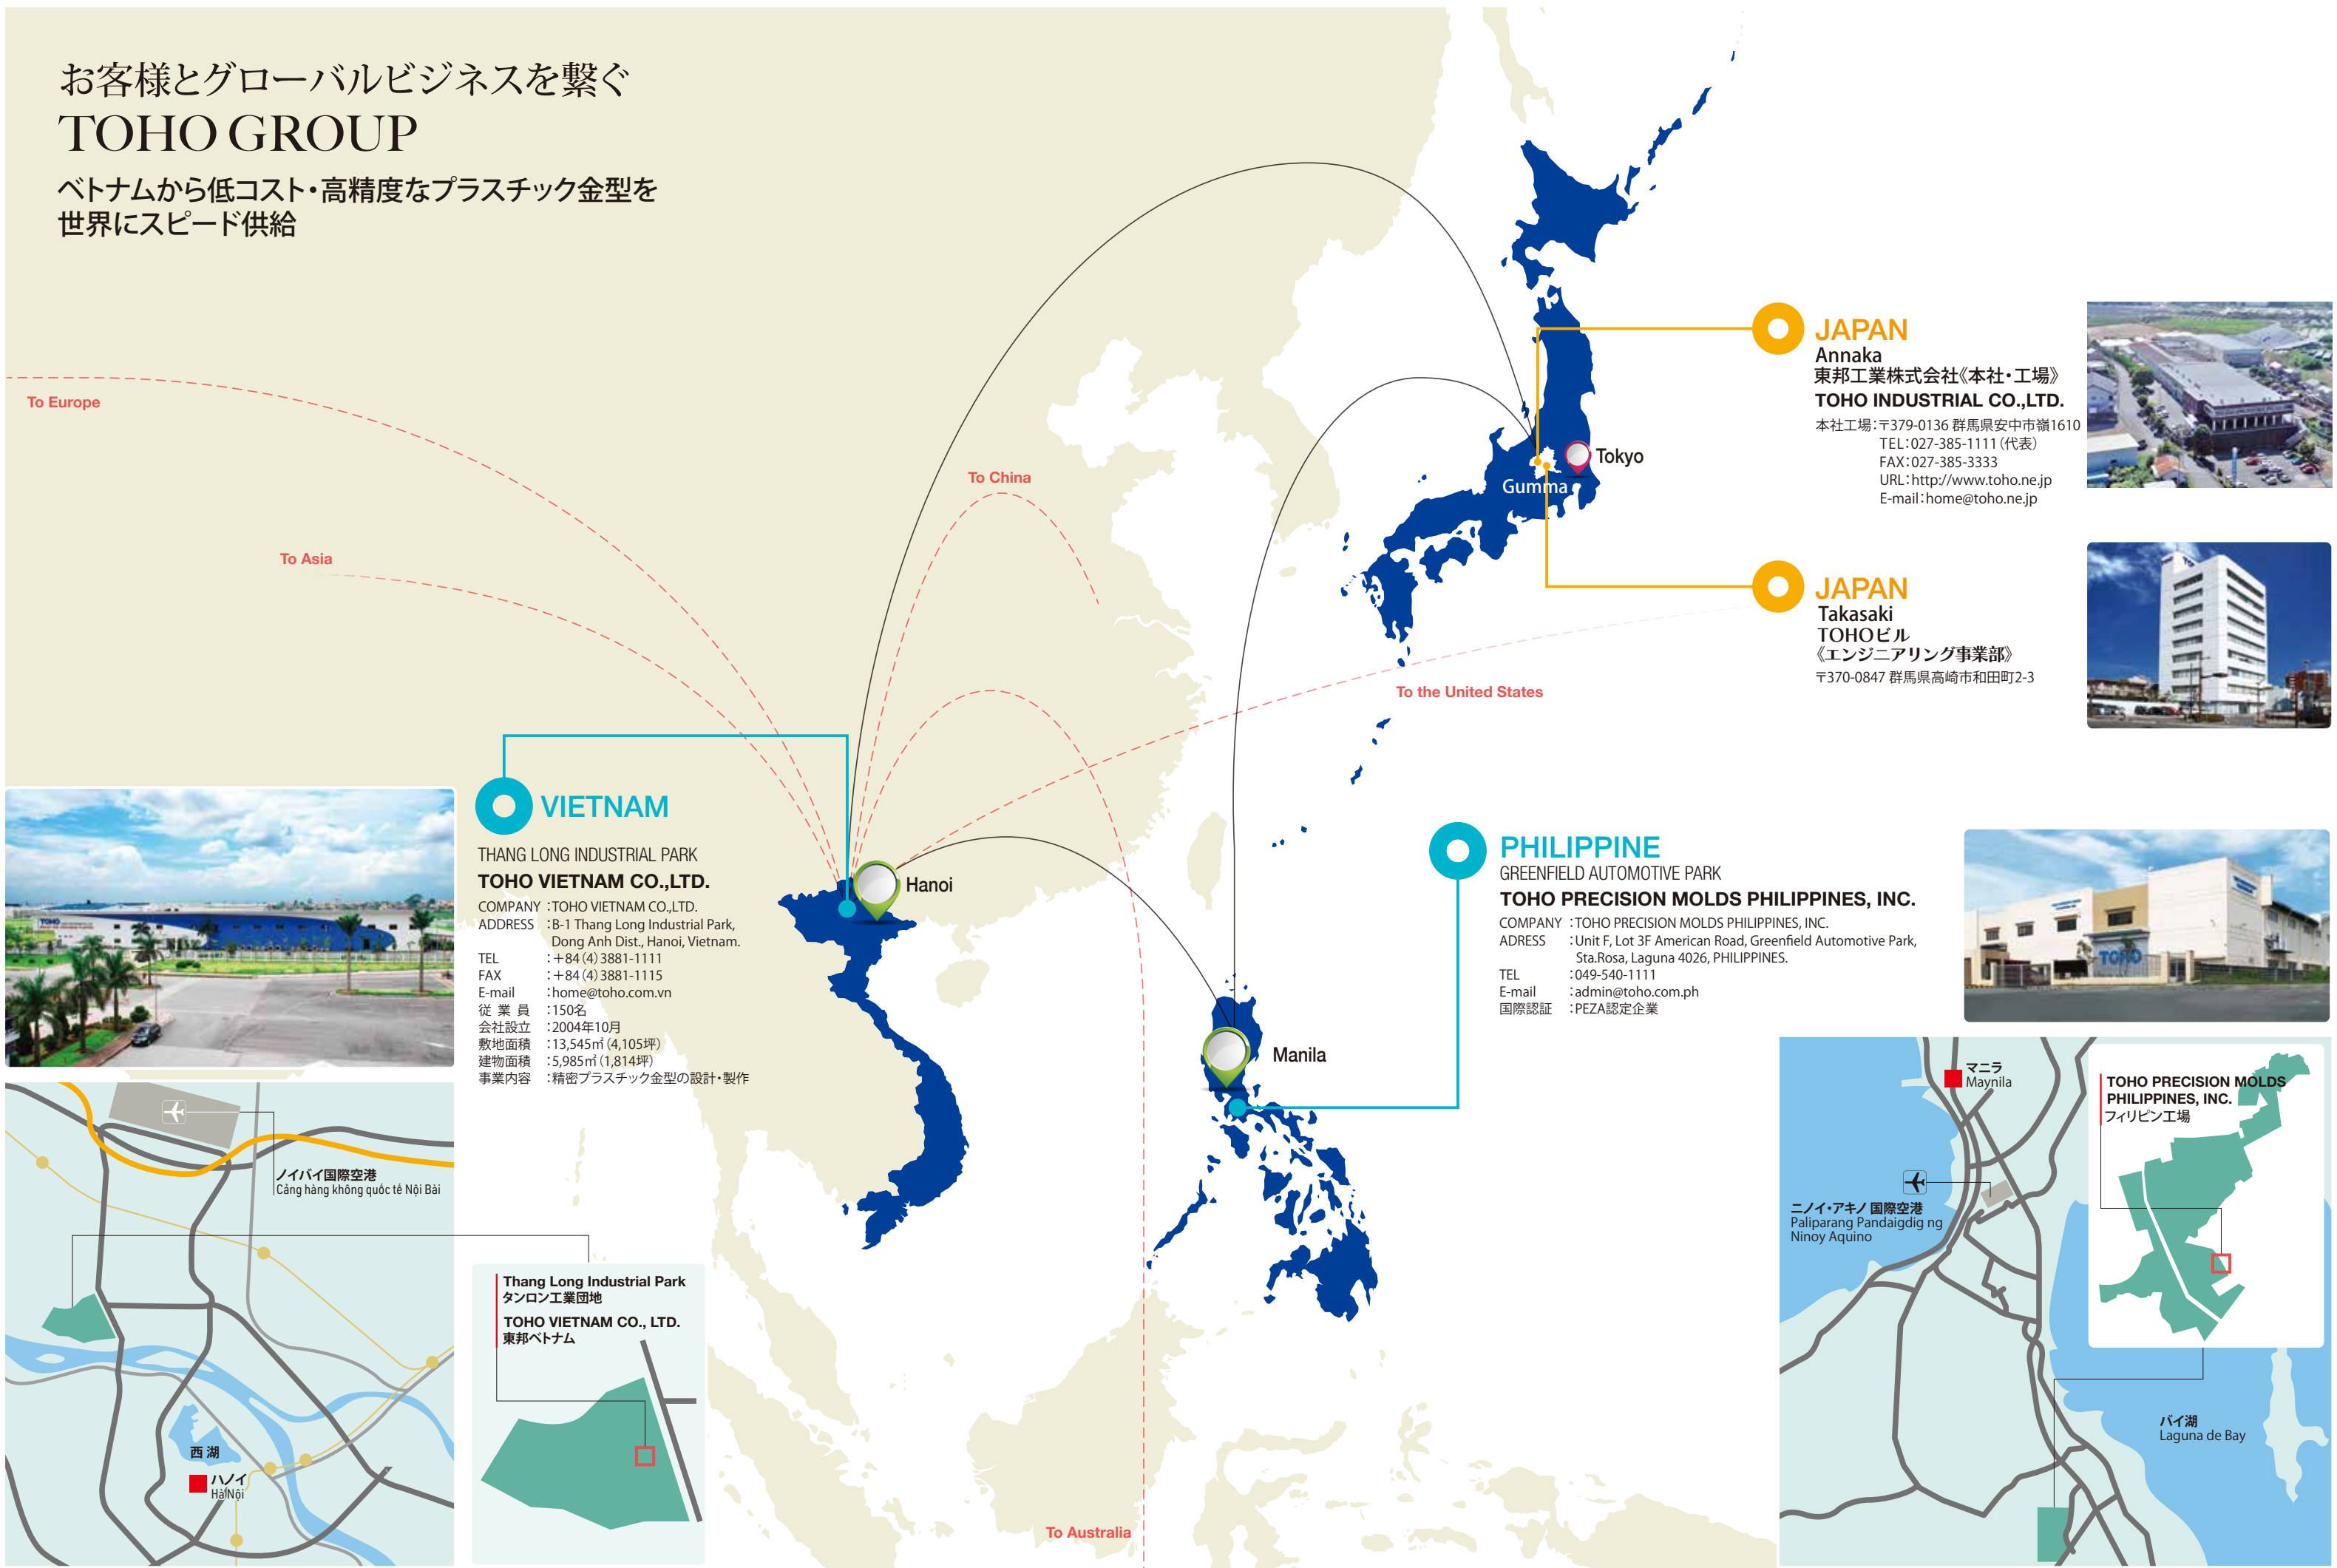 お客様とグローバルビジネスを繋ぐ
TOHO GROUP
ベトナムから低コスト・高精度なプラスチック金型を
世界にスピード供給
To Europe
To Asia
To China
To the United States
To Australia
Tokyo
Gumma
Hanoi
Manila
JAPAN
Annaka
東邦工業株式会社《本社・工場》
TOHO INDUSTRIAL CO.,LTD.
本社工場：〒379-0136 群馬県安中市嶺1610
TEL：027-385-1111（代表）
FAX：027-385-3333
URL：http://www.toho.ne.jp
E-mail：home@toho.ne.jp
JAPAN
Takasaki
TOHOビル
《エンジニアリング事業部》
〒370-0847 群馬県高崎市和田町2-3
VIETNAM
THANG LONG INDUSTRIAL PARK
TOHO VIETNAM CO.,LTD.
COMPANY ：TOHO VIETNAM CO.,LTD.
ADDRESS ：B-1 Thang Long Industrial Park,
Dong Anh Dist., Hanoi, Vietnam.
TEL ：＋84（4）3881-1111
FAX ：＋84（4）3881-1115
E-mail ：home@toho.com.vn
従 業 員 ：150名
会社設立 ：2004年10月
敷地面積 ：13,545㎡（4,105坪）
建物面積 ：5,985㎡（1,814坪）
事業内容 ：精密プラスチック金型の設計・製作
PHILIPPINE
GREENFIELD AUTOMOTIVE PARK
TOHO PRECISION MOLDS PHILIPPINES, INC.
COMPANY ：TOHO PRECISION MOLDS PHILIPPINES, INC.
ADRESS ：Unit F, Lot 3F American Road, Greenfield Automotive Park,
Sta.Rosa, Laguna 4026, PHILIPPINES.
TEL ：049-540-1111
E-mail ：admin@toho.com.ph
国際認証 ：PEZA認定企業
TOHO
TOHO
ノイバイ国際空港
Cảng hàng không quốc tế Nội Bài
西 湖
ハノイ
Hà Nội
Thang Long Industrial Park
タンロン工業団地
TOHO VIETNAM CO., LTD.
東邦ベトナム
マニラ
Maynila
ニノイ・アキノ 国際空港
Paliparang Pandaigdig ng
Ninoy Aquino
TOHO PRECISION MOLDS
PHILIPPINES, INC.
フィリピン工場
バイ湖
Laguna de Bay